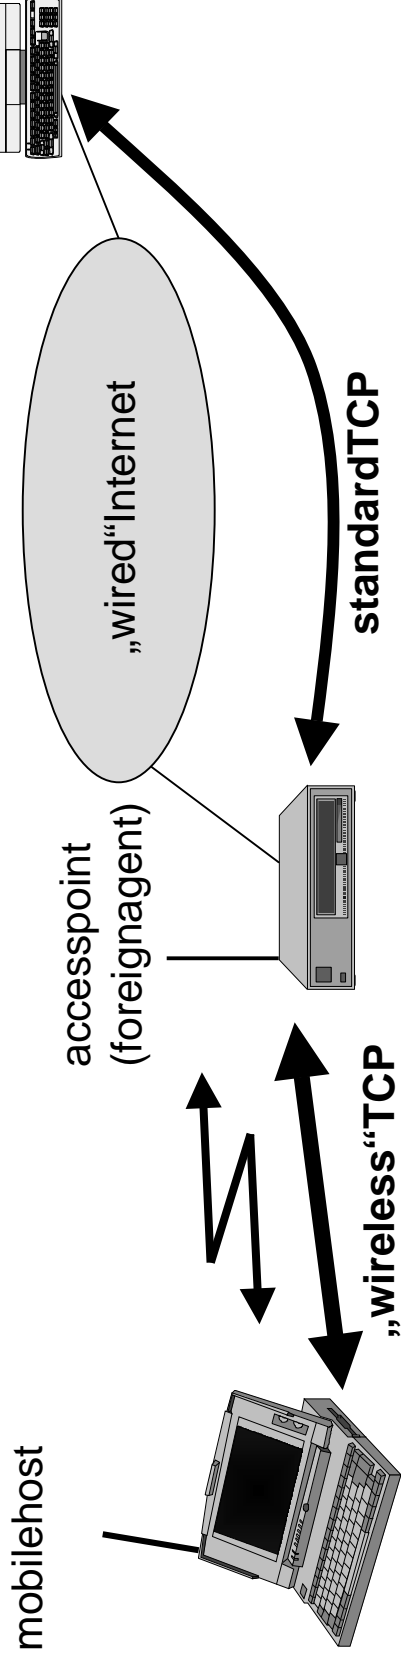 mobilehost
accesspoint
(foreignagent)
„wired“Internet
„wireless“TCP
standardTCP